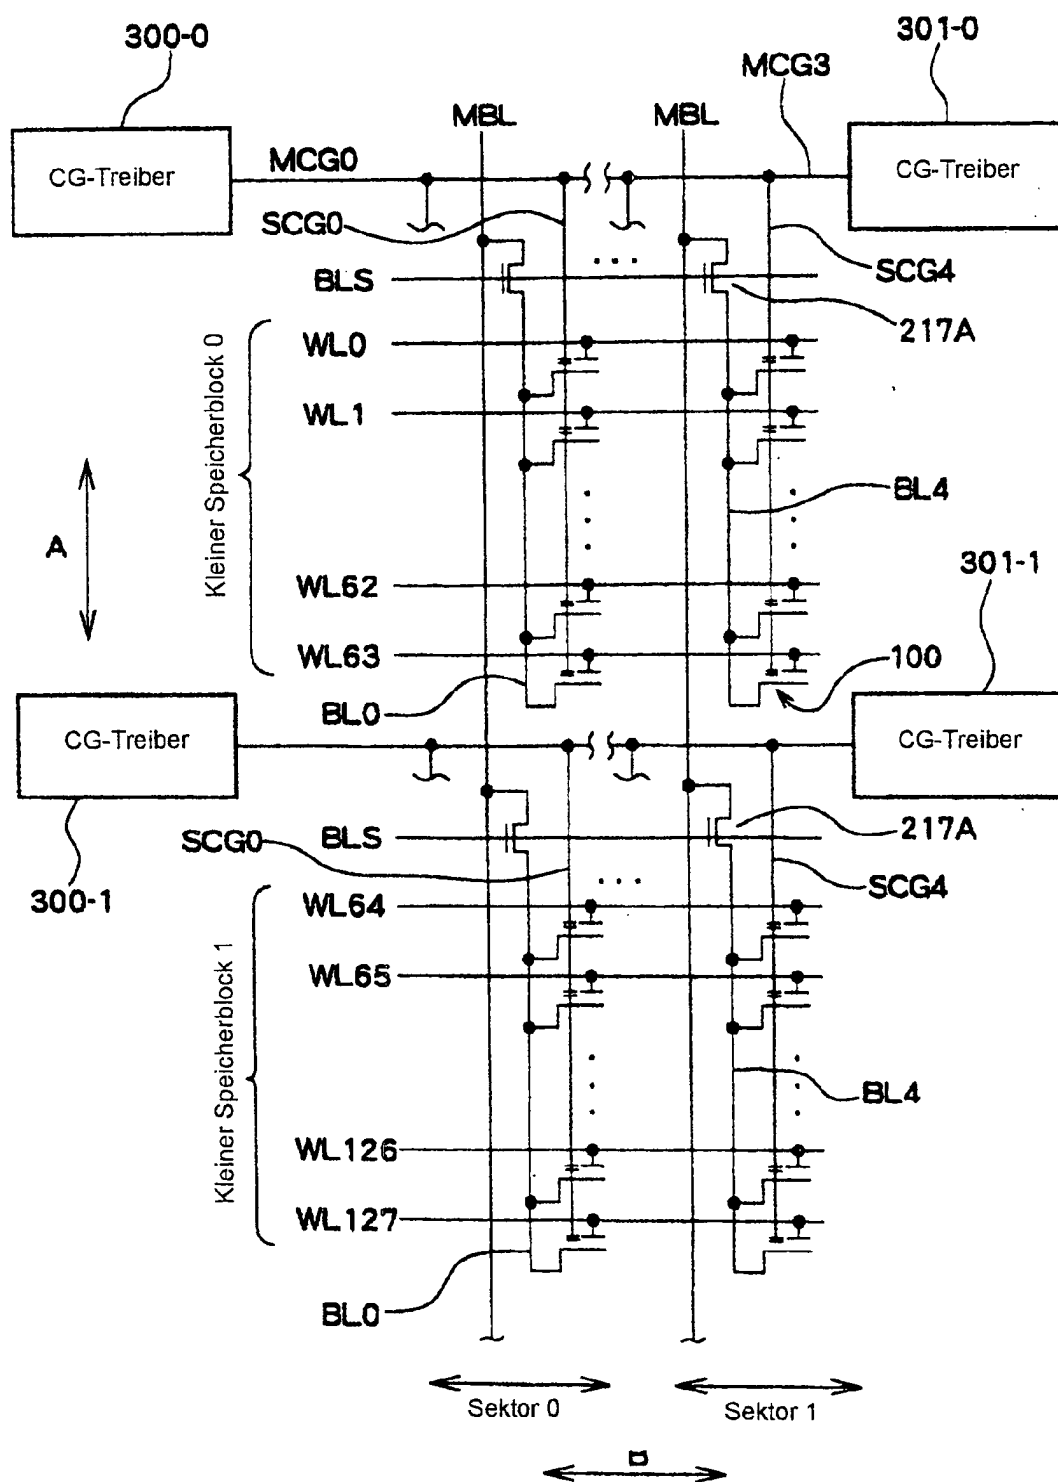 300-0
301-0
MCG3
MBL
MBL
CG-Treiber
MCG0
CG-Treiber
SCG0
SCG4
BLS
217A
Kleiner Speicherblock 0
WL0
WL1
BL4
A
WL62
301-1
WL63
100
BL0
CG-Treiber
CG-Treiber
BLS
217A
SCG0
SCG4
300-1
WL64
Kleiner Speicherblock 1
WL65
BL4
WL126
WL127
BL0
Sektor 0
Sektor 1
B